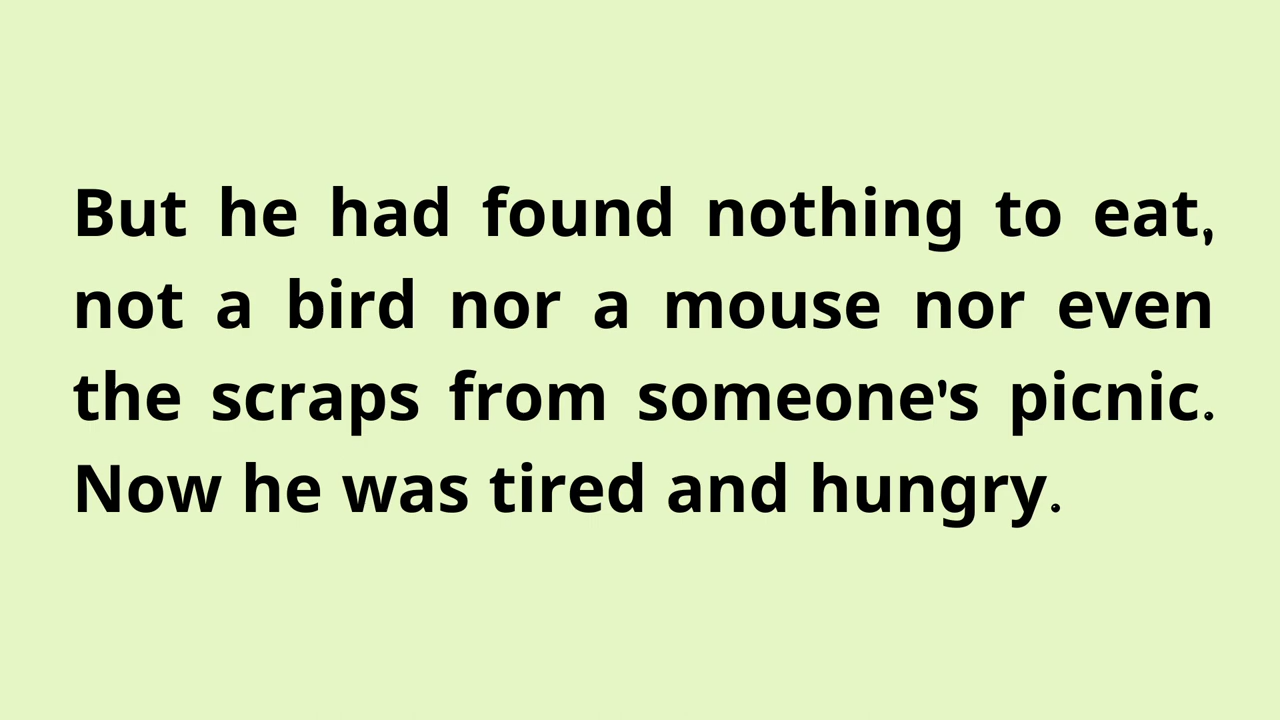 But he had found nothing to eat,
not a bird nor a mouse nor even
the scraps from someone's picnic.
Now he was tired and hungry.